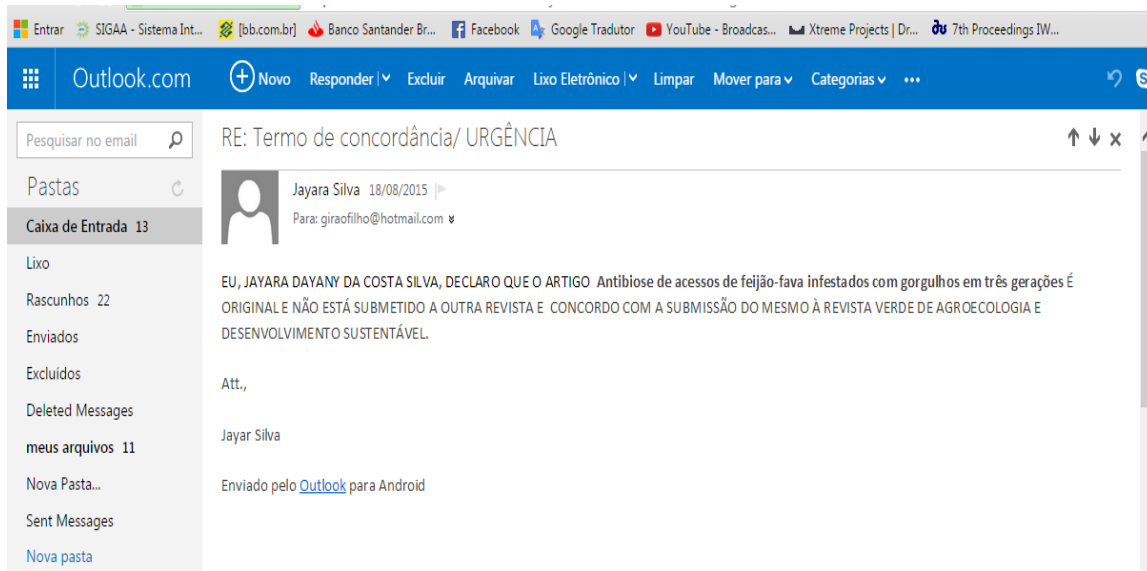 Entrar SIGAA - Sistema Int... [bb.com.br] Banco Santander Br... Facebook Google Tradutor YouTube - Broadcas... Xtreme Projects | Dr... 7th Proceedings IW...
Outlook.com Novo Responder Excluir Arquivar Lixo Eletrônico Limpar Mover para Categorias ...
Pesquisar no email
RE: Termo de concordância/ URGÊNCIA
Pastas
Jayara Silva 18/08/2015
Para: giraofilho@hotmail.com
Caixa de Entrada 13
Lixo
Rascunhos 22
Enviados
Excluídos
Deleted Messages
meus arquivos 11
Nova Pasta...
Sent Messages
Nova pasta
EU, JAYARA DAYANY DA COSTA SILVA, DECLARO QUE O ARTIGO Antibiose de acessos de feijão-fava infestados com gorgulhos em três gerações É
ORIGINAL E NÃO ESTÁ SUBMETIDO A OUTRA REVISTA E CONCORDO COM A SUBMISSÃO DO MESMO À REVISTA VERDE DE AGROECOLOGIA E
DESENVOLVIMENTO SUSTENTÁVEL.
Att.,
Jayar Silva
Enviado pelo Outlook para Android